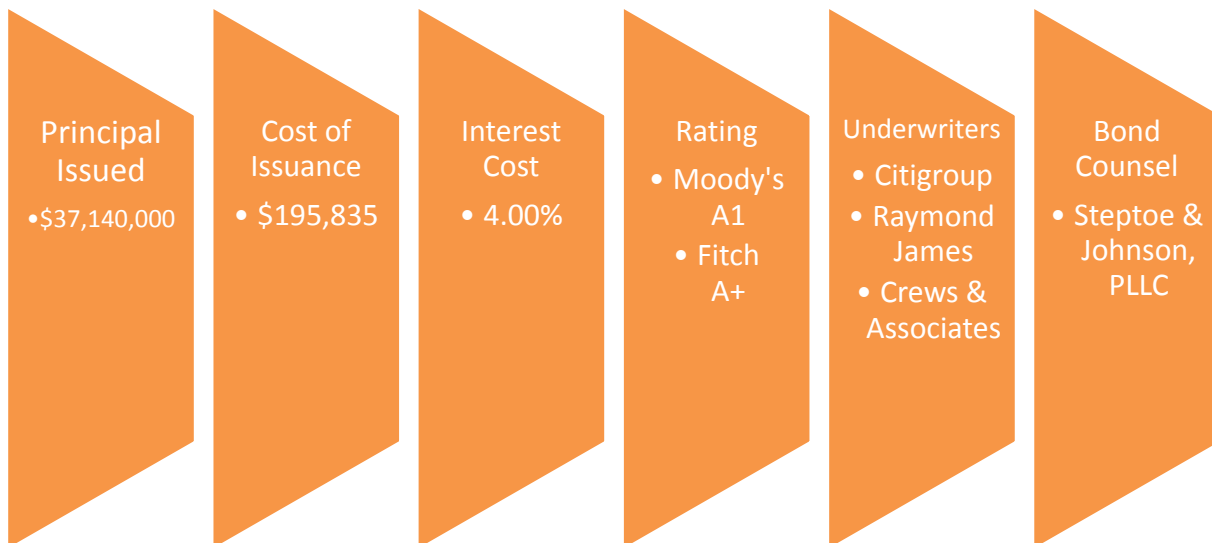 Principal
Issued
•$37,140,000
Cost of
Issuance
• $195,835
Interest
Cost
• 4.00%
Rating
• Moody's
A1
• Fitch
A+
Underwriters
• Citigroup
• Raymond
James
• Crews &
Associates
Bond
Counsel
• Steptoe &
Johnson,
PLLC